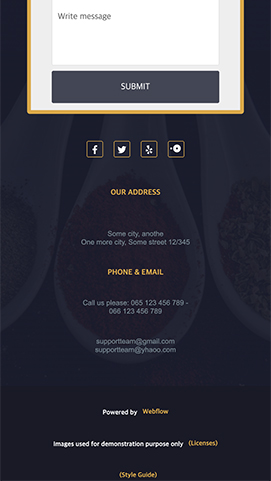 Write message
SUBMIT
OUR ADDRESS
Some city, anothe
One more city, Some street 12/345
PHONE & EMAIL
Call us please: 065 123 456 789 -
066 123 456 789
supportteam@gmail.com
supportteam@yhaoo.com
Powered by Webflow
Images used for demonstration purpose only (Licenses)
(Style Guide)